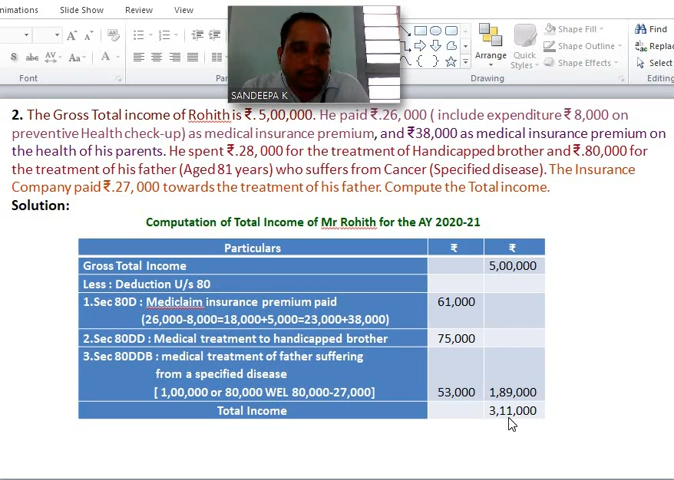 nimations Slide Show
Shape Fill
Shape Outline
Shape Effects
Arrange
Quick
Styles
Find
Replac
Select
abc AV Aa A
Font
Drawing
Editing
SANDEEPA K
2. The Gross Total income of Rohith is ₹.5,00,000. He paid ₹.26, 000 ( include expenditure ₹ 8,000 on
preventive Health check-up) as medical insurance premium, and ₹38,000 as medical insurance premium on
the health of his parents. He spent ₹.28, 000 for the treatment of Handicapped brother and ₹.80,000 for
the treatment of his father (Aged 81 years) who suffers from Cancer (Specified disease). The Insurance
Company paid ₹.27, 000 towards the treatment of his father. Compute the Total income.
Solution:
Computation of Total Income of Mr Rohith for the AY 2020-21
Particulars ₹ ₹
Gross Total Income 5,00,000
Less : Deduction U/s 80
1.Sec 80D : Mediclaim insurance premium paid 61,000
(26,000-8,000=18,000+5,000=23,000+38,000)
2.Sec 80DD : Medical treatment to handicapped brother 75,000
3.Sec 80DDB : medical treatment of father suffering
from a specified disease
[ 1,00,000 or 80,000 WEL 80,000-27,000] 53,000 1,89,000
Total Income 3,11,000